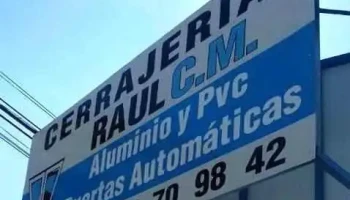 CERRAJERIA
RAUL C.M.
Aluminio y Pvc
Puertas Automáticas
70 98 42